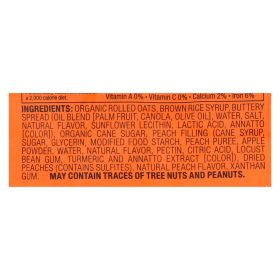 x 2,000 calorie diet. Vitamin A 0% • Vitamin C 0% • Calcium 2% • Iron 6%
INGREDIENTS: ORGANIC ROLLED OATS, BROWN RICE SYRUP, BUTTERY
SPREAD (OIL BLEND [PALM FRUIT, CANOLA, OLIVE OIL], WATER, SALT,
NATURAL FLAVOR, SUNFLOWER LECITHIN, LACTIC ACID, ANNATTO
[COLOR]), ORGANIC CANE SUGAR, PEACH FILLING (CANE SYRUP,
SUGAR, GLYCERIN, MODIFIED FOOD STARCH, PEACH PUREE, APPLE
POWDER, WATER, NATURAL FLAVOR, PECTIN, CITRIC ACID, LOCUST
BEAN GUM, TURMERIC AND ANNATTO EXTRACT (COLOR), DRIED
PEACHES (CONTAINS SULFITES), NATURAL PEACH FLAVOR, XANTHAN
GUM. MAY CONTAIN TRACES OF TREE NUTS AND PEANUTS.